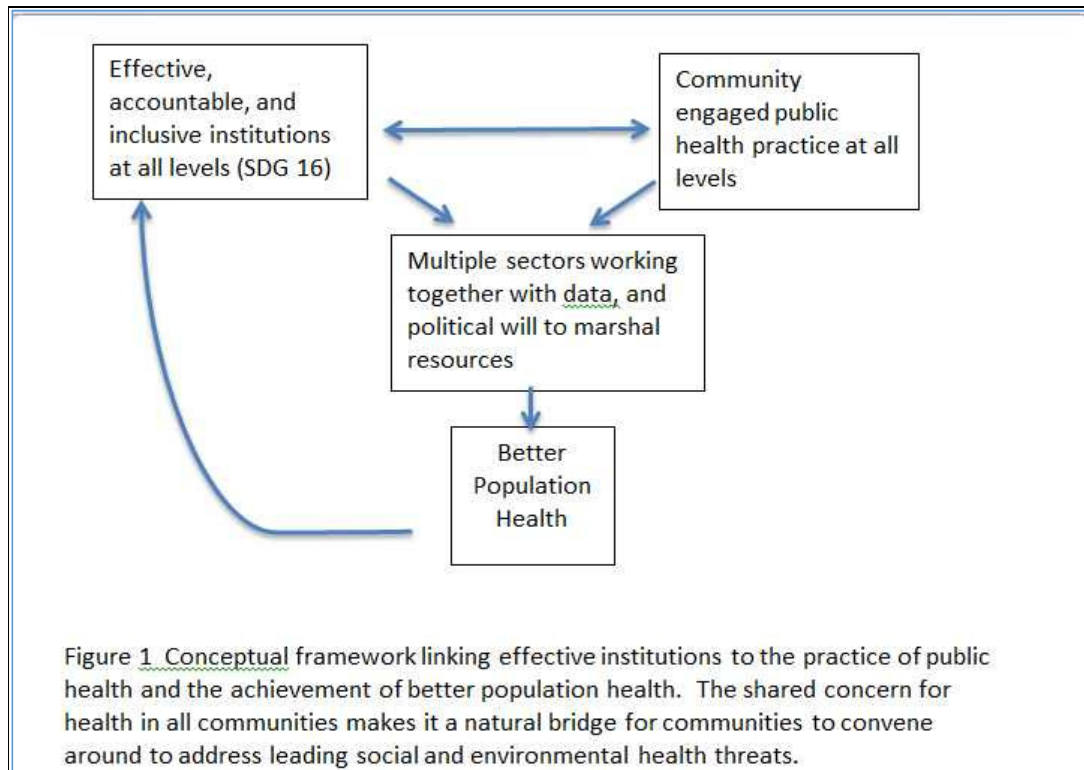 Effective,
accountable, and
inclusive institutions
at all levels (SDG 16)
Community
engaged public
health practice at all
levels
Multiple sectors working
together with data, and
political will to marshal
resources
Better
Population
Health
Figure 1  Conceptual framework linking effective institutions to the practice of public
health and the achievement of better population health.  The shared concern for
health in all communities makes it a natural bridge for communities to convene
around to address leading social and environmental health threats.